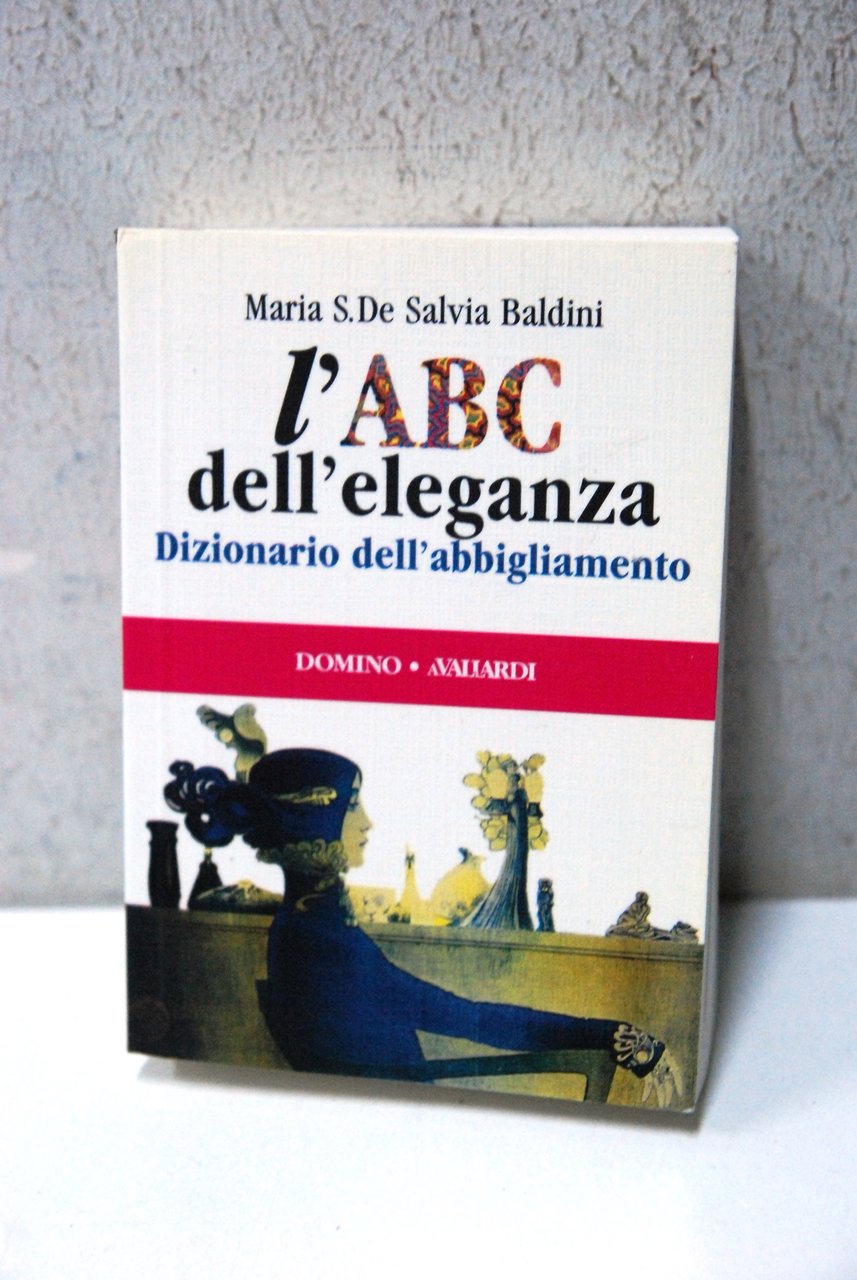 Maria S.De Salvia Baldini
l'ABC
dell'eleganza
Dizionario dell'abbigliamento
DOMINO • AVALLARDI